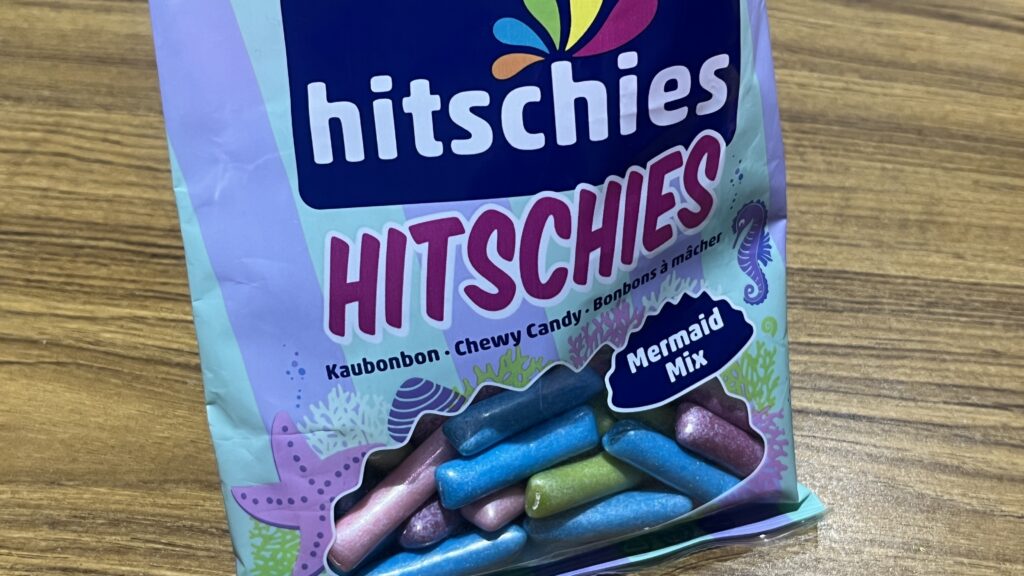 hitschies
HITSCHIES
Kaubonbon · Chewy Candy · Bonbons à mâcher
Mermaid
Mix